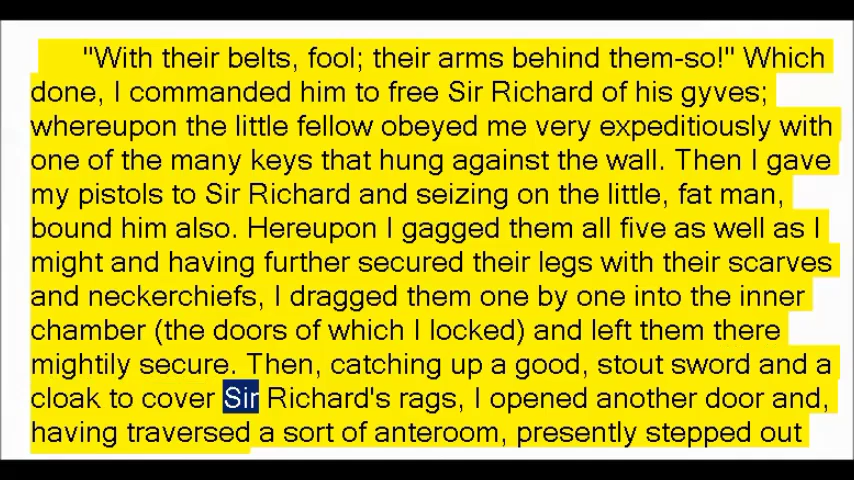 "With their belts, fool; their arms behind them-so!" Which
done, I commanded him to free Sir Richard of his gyves;
whereupon the little fellow obeyed me very expeditiously with
one of the many keys that hung against the wall. Then I gave
my pistols to Sir Richard and seizing on the little, fat man,
bound him also. Hereupon I gagged them all five as well as I
might and having further secured their legs with their scarves
and neckerchiefs, I dragged them one by one into the inner
chamber (the doors of which I locked) and left them there
mightily secure. Then, catching up a good, stout sword and a
cloak to cover Sir Richard's rags, I opened another door and,
having traversed a sort of anteroom, presently stepped out